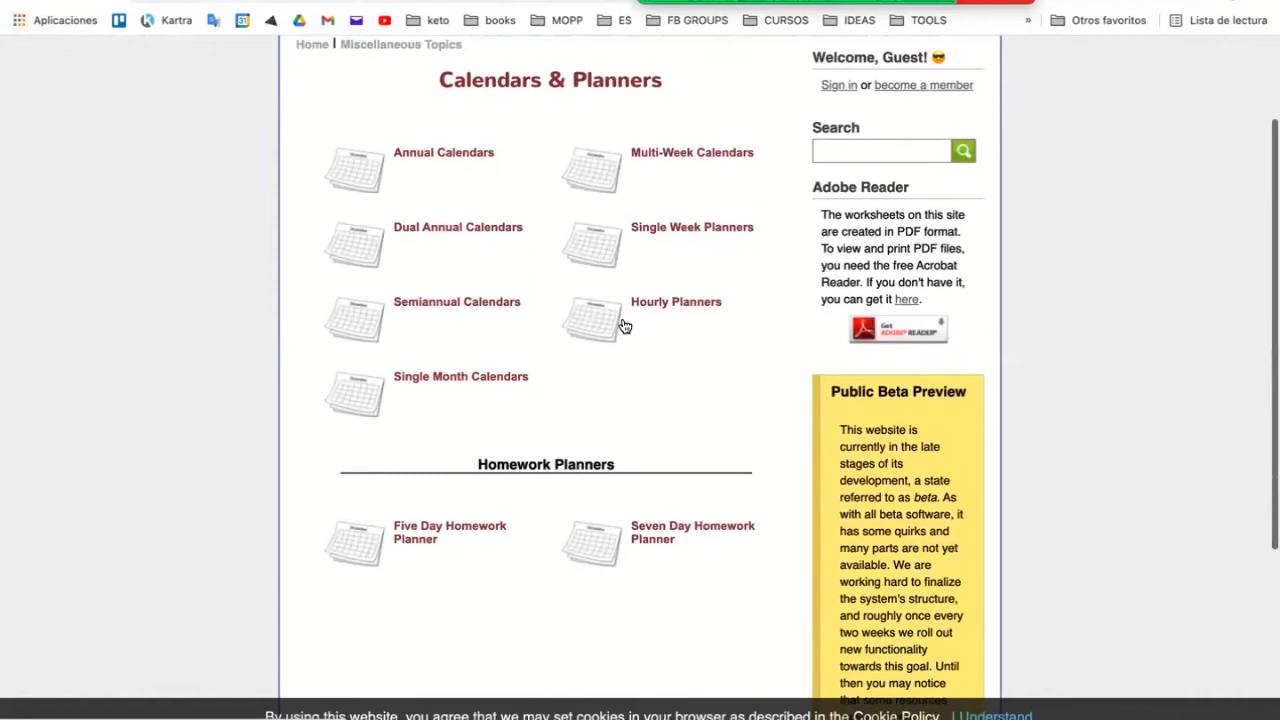 Aplicaciones Kartra keto books MOPP ES FB GROUPS CURSOS IDEAS TOOLS » Otros favoritos Lista de lectura
Home | Miscellaneous Topics
Calendars & Planners
Annual Calendars
Multi-Week Calendars
Dual Annual Calendars
Single Week Planners
Semiannual Calendars
Hourly Planners
Single Month Calendars
Homework Planners
Five Day Homework
Planner
Seven Day Homework
Planner
Welcome, Guest! 😎
Sign in or become a member
Search
Adobe Reader
The worksheets on this site
are created in PDF format.
To view and print PDF files,
you need the free Acrobat
Reader. If you don't have it,
you can get it here.
Get
ADOBE® READER®
Public Beta Preview
This website is
currently in the late
stages of its
development, a state
referred to as beta. As
with all beta software, it
has some quirks and
many parts are not yet
available. We are
working hard to finalize
the system's structure,
and roughly once every
two weeks we roll out
new functionality
towards this goal. Until
then you may notice
that some resources
By using this website, you agree that we may set cookies in your browser as described in the Cookie Policy. | I Understand